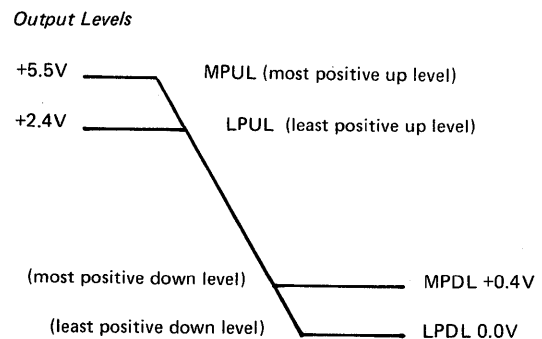 Output Levels
+5.5V MPUL (most positive up level)
+2.4V LPUL (least positive up level)
(most positive down level) MPDL +0.4V
(least positive down level) LPDL 0.0V